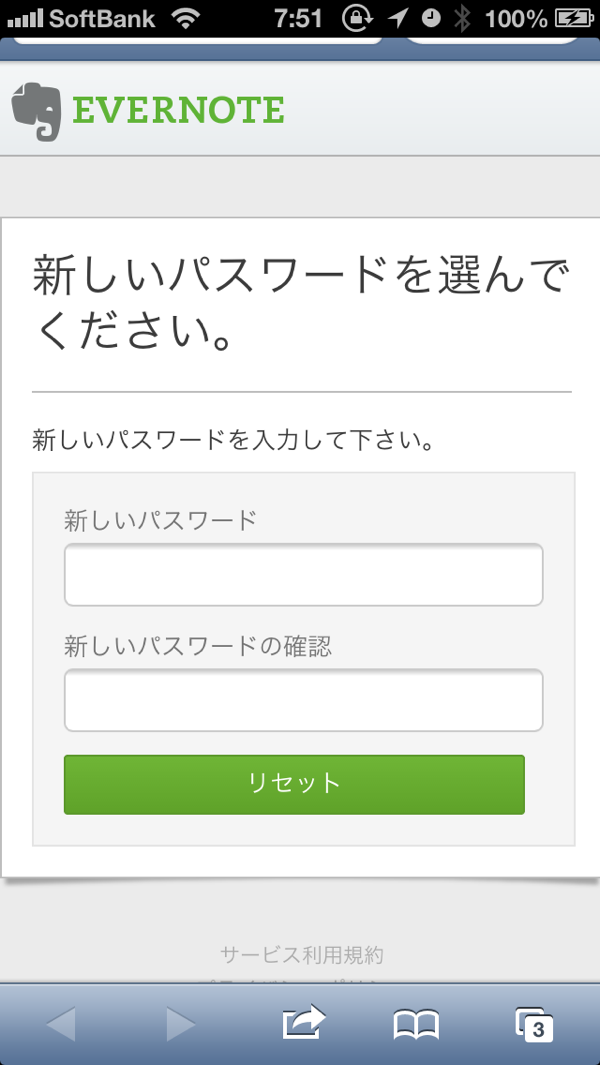 SoftBank 7:51 100%
EVERNOTE
新しいパスワードを選んで
ください。
新しいパスワードを入力して下さい。
新しいパスワード
新しいパスワードの確認
リセット
サービス利用規約
3